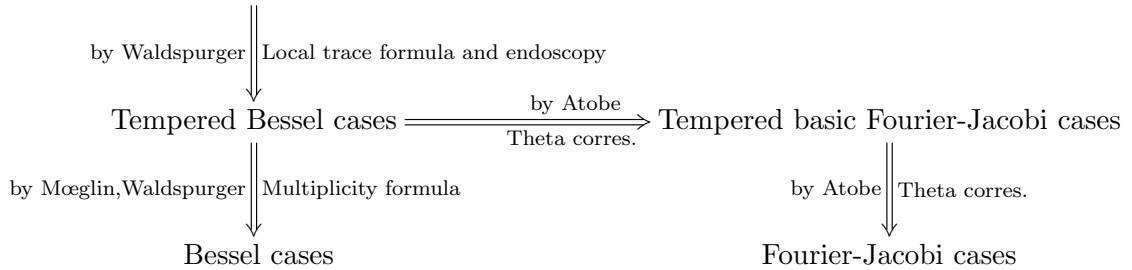 by Waldspurger Local trace formula and endoscopy
Tempered Bessel cases by Atobe Tempered basic Fourier-Jacobi cases
Theta corres.
by Mœglin,Waldspurger Multiplicity formula by Atobe Theta corres.
Bessel cases Fourier-Jacobi cases